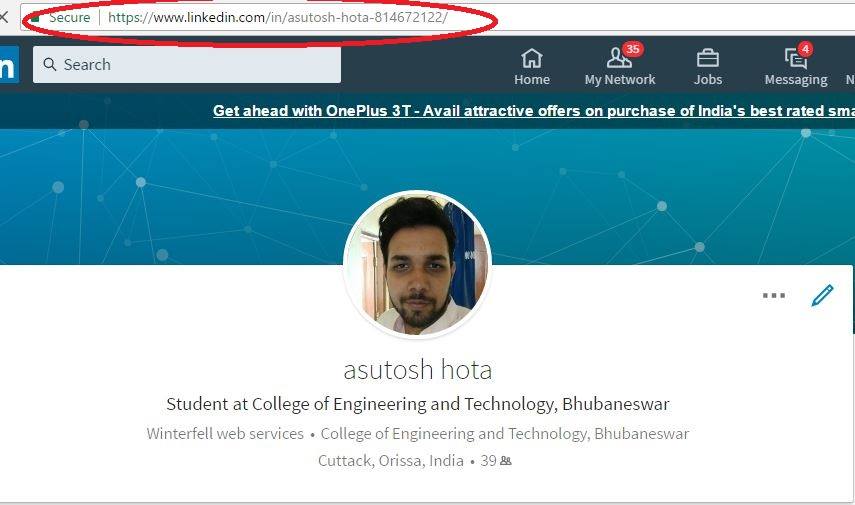 Secure | https://www.linkedin.com/in/asutosh-hota-814672122/
n
Search
35
4
Home My Network Jobs Messaging N
Get ahead with OnePlus 3T - Avail attractive offers on purchase of India's best rated sma
asutosh hota
Student at College of Engineering and Technology, Bhubaneswar
Winterfell web services • College of Engineering and Technology, Bhubaneswar
Cuttack, Orissa, India • 39